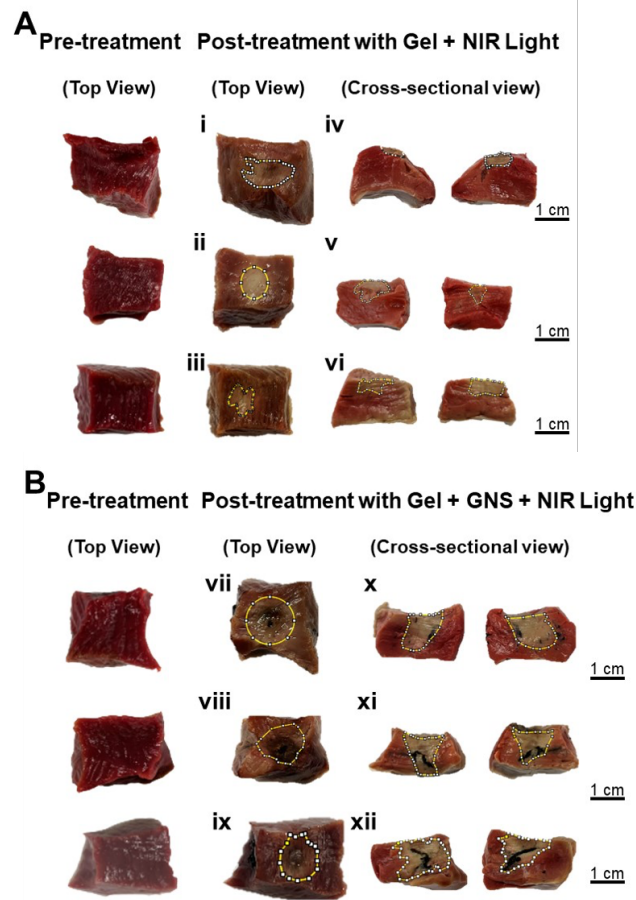 A
Pre-treatment Post-treatment with Gel + NIR Light
(Top View) (Top View) (Cross-sectional view)
i iv
1 cm
ii v
1 cm
iii vi
1 cm
B
Pre-treatment Post-treatment with Gel + GNS + NIR Light
(Top View) (Top View) (Cross-sectional view)
vii x
1 cm
viii xi
1 cm
ix xii
1 cm